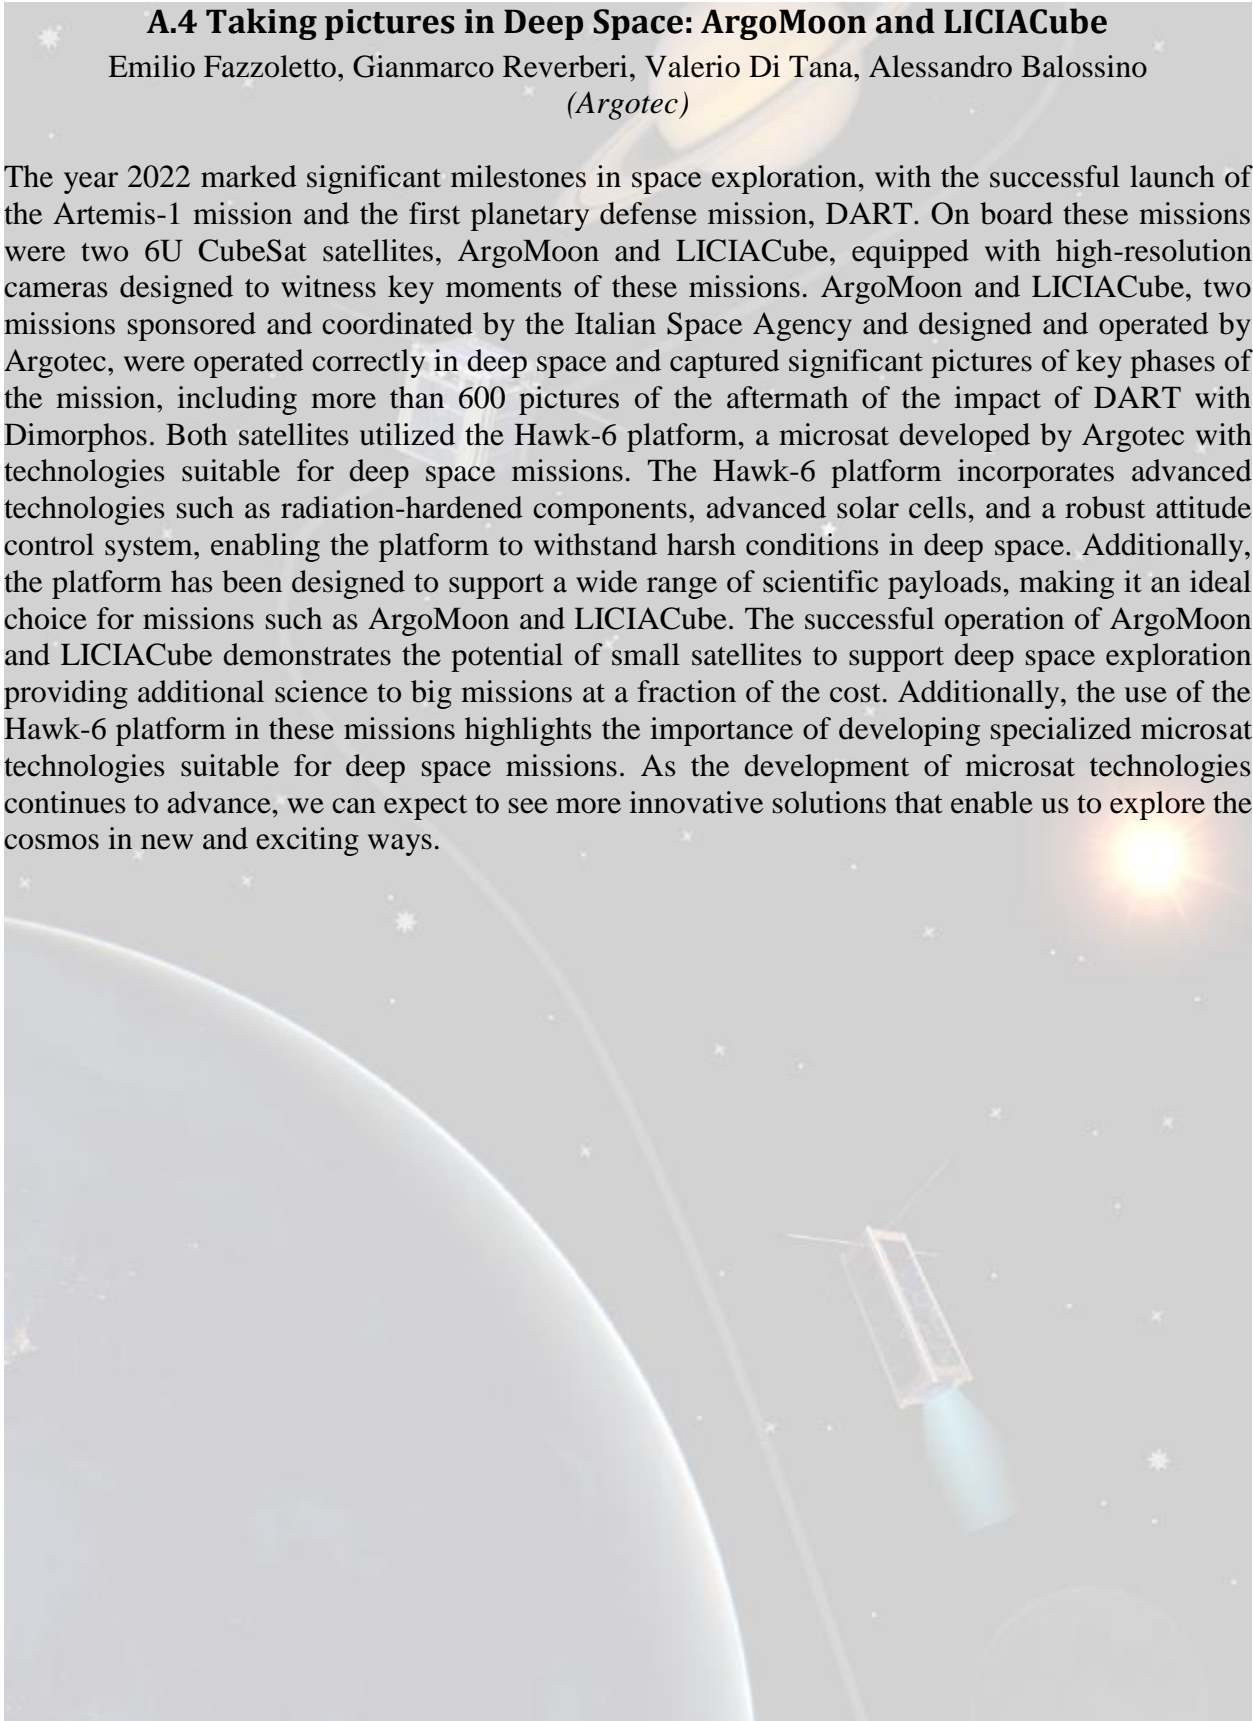 A.4 Taking pictures in Deep Space: ArgoMoon and LICIACube
Emilio Fazzoletto, Gianmarco Reverberi, Valerio Di Tana, Alessandro Balossino
(Argotec)
The year 2022 marked significant milestones in space exploration, with the successful launch of
the Artemis-1 mission and the first planetary defense mission, DART. On board these missions
were two 6U CubeSat satellites, ArgoMoon and LICIACube, equipped with high-resolution
cameras designed to witness key moments of these missions. ArgoMoon and LICIACube, two
missions sponsored and coordinated by the Italian Space Agency and designed and operated by
Argotec, were operated correctly in deep space and captured significant pictures of key phases of
the mission, including more than 600 pictures of the aftermath of the impact of DART with
Dimorphos. Both satellites utilized the Hawk-6 platform, a microsat developed by Argotec with
technologies suitable for deep space missions. The Hawk-6 platform incorporates advanced
technologies such as radiation-hardened components, advanced solar cells, and a robust attitude
control system, enabling the platform to withstand harsh conditions in deep space. Additionally,
the platform has been designed to support a wide range of scientific payloads, making it an ideal
choice for missions such as ArgoMoon and LICIACube. The successful operation of ArgoMoon
and LICIACube demonstrates the potential of small satellites to support deep space exploration
providing additional science to big missions at a fraction of the cost. Additionally, the use of the
Hawk-6 platform in these missions highlights the importance of developing specialized microsat
technologies suitable for deep space missions. As the development of microsat technologies
continues to advance, we can expect to see more innovative solutions that enable us to explore the
cosmos in new and exciting ways.